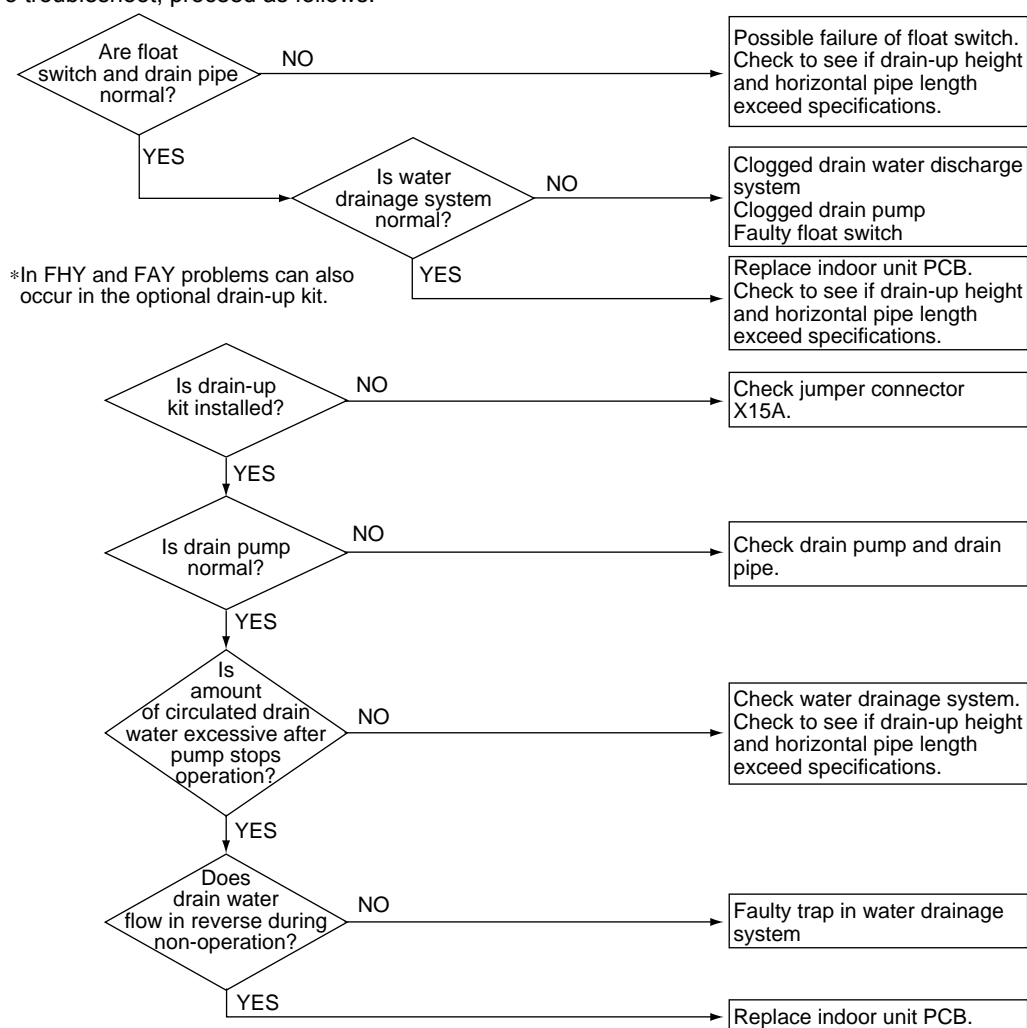 troubleshoot, proceed as follows.
Are float
switch and drain pipe
normal?
NO
Possible failure of float switch.
Check to see if drain-up height
and horizontal pipe length
exceed specifications.
YES
Is water
drainage system
normal?
NO
Clogged drain water discharge
system
Clogged drain pump
Faulty float switch
YES
Replace indoor unit PCB.
Check to see if drain-up height
and horizontal pipe length
exceed specifications.
*In FHY and FAY problems can also
occur in the optional drain-up kit.
Is drain-up
kit installed?
NO
Check jumper connector
X15A.
YES
Is drain pump
normal?
NO
Check drain pump and drain
pipe.
YES
Is
amount
of circulated drain
water excessive after
pump stops
operation?
NO
Check water drainage system.
Check to see if drain-up height
and horizontal pipe length
exceed specifications.
YES
Does
drain water
flow in reverse during
non-operation?
NO
Faulty trap in water drainage
system
YES
Replace indoor unit PCB.